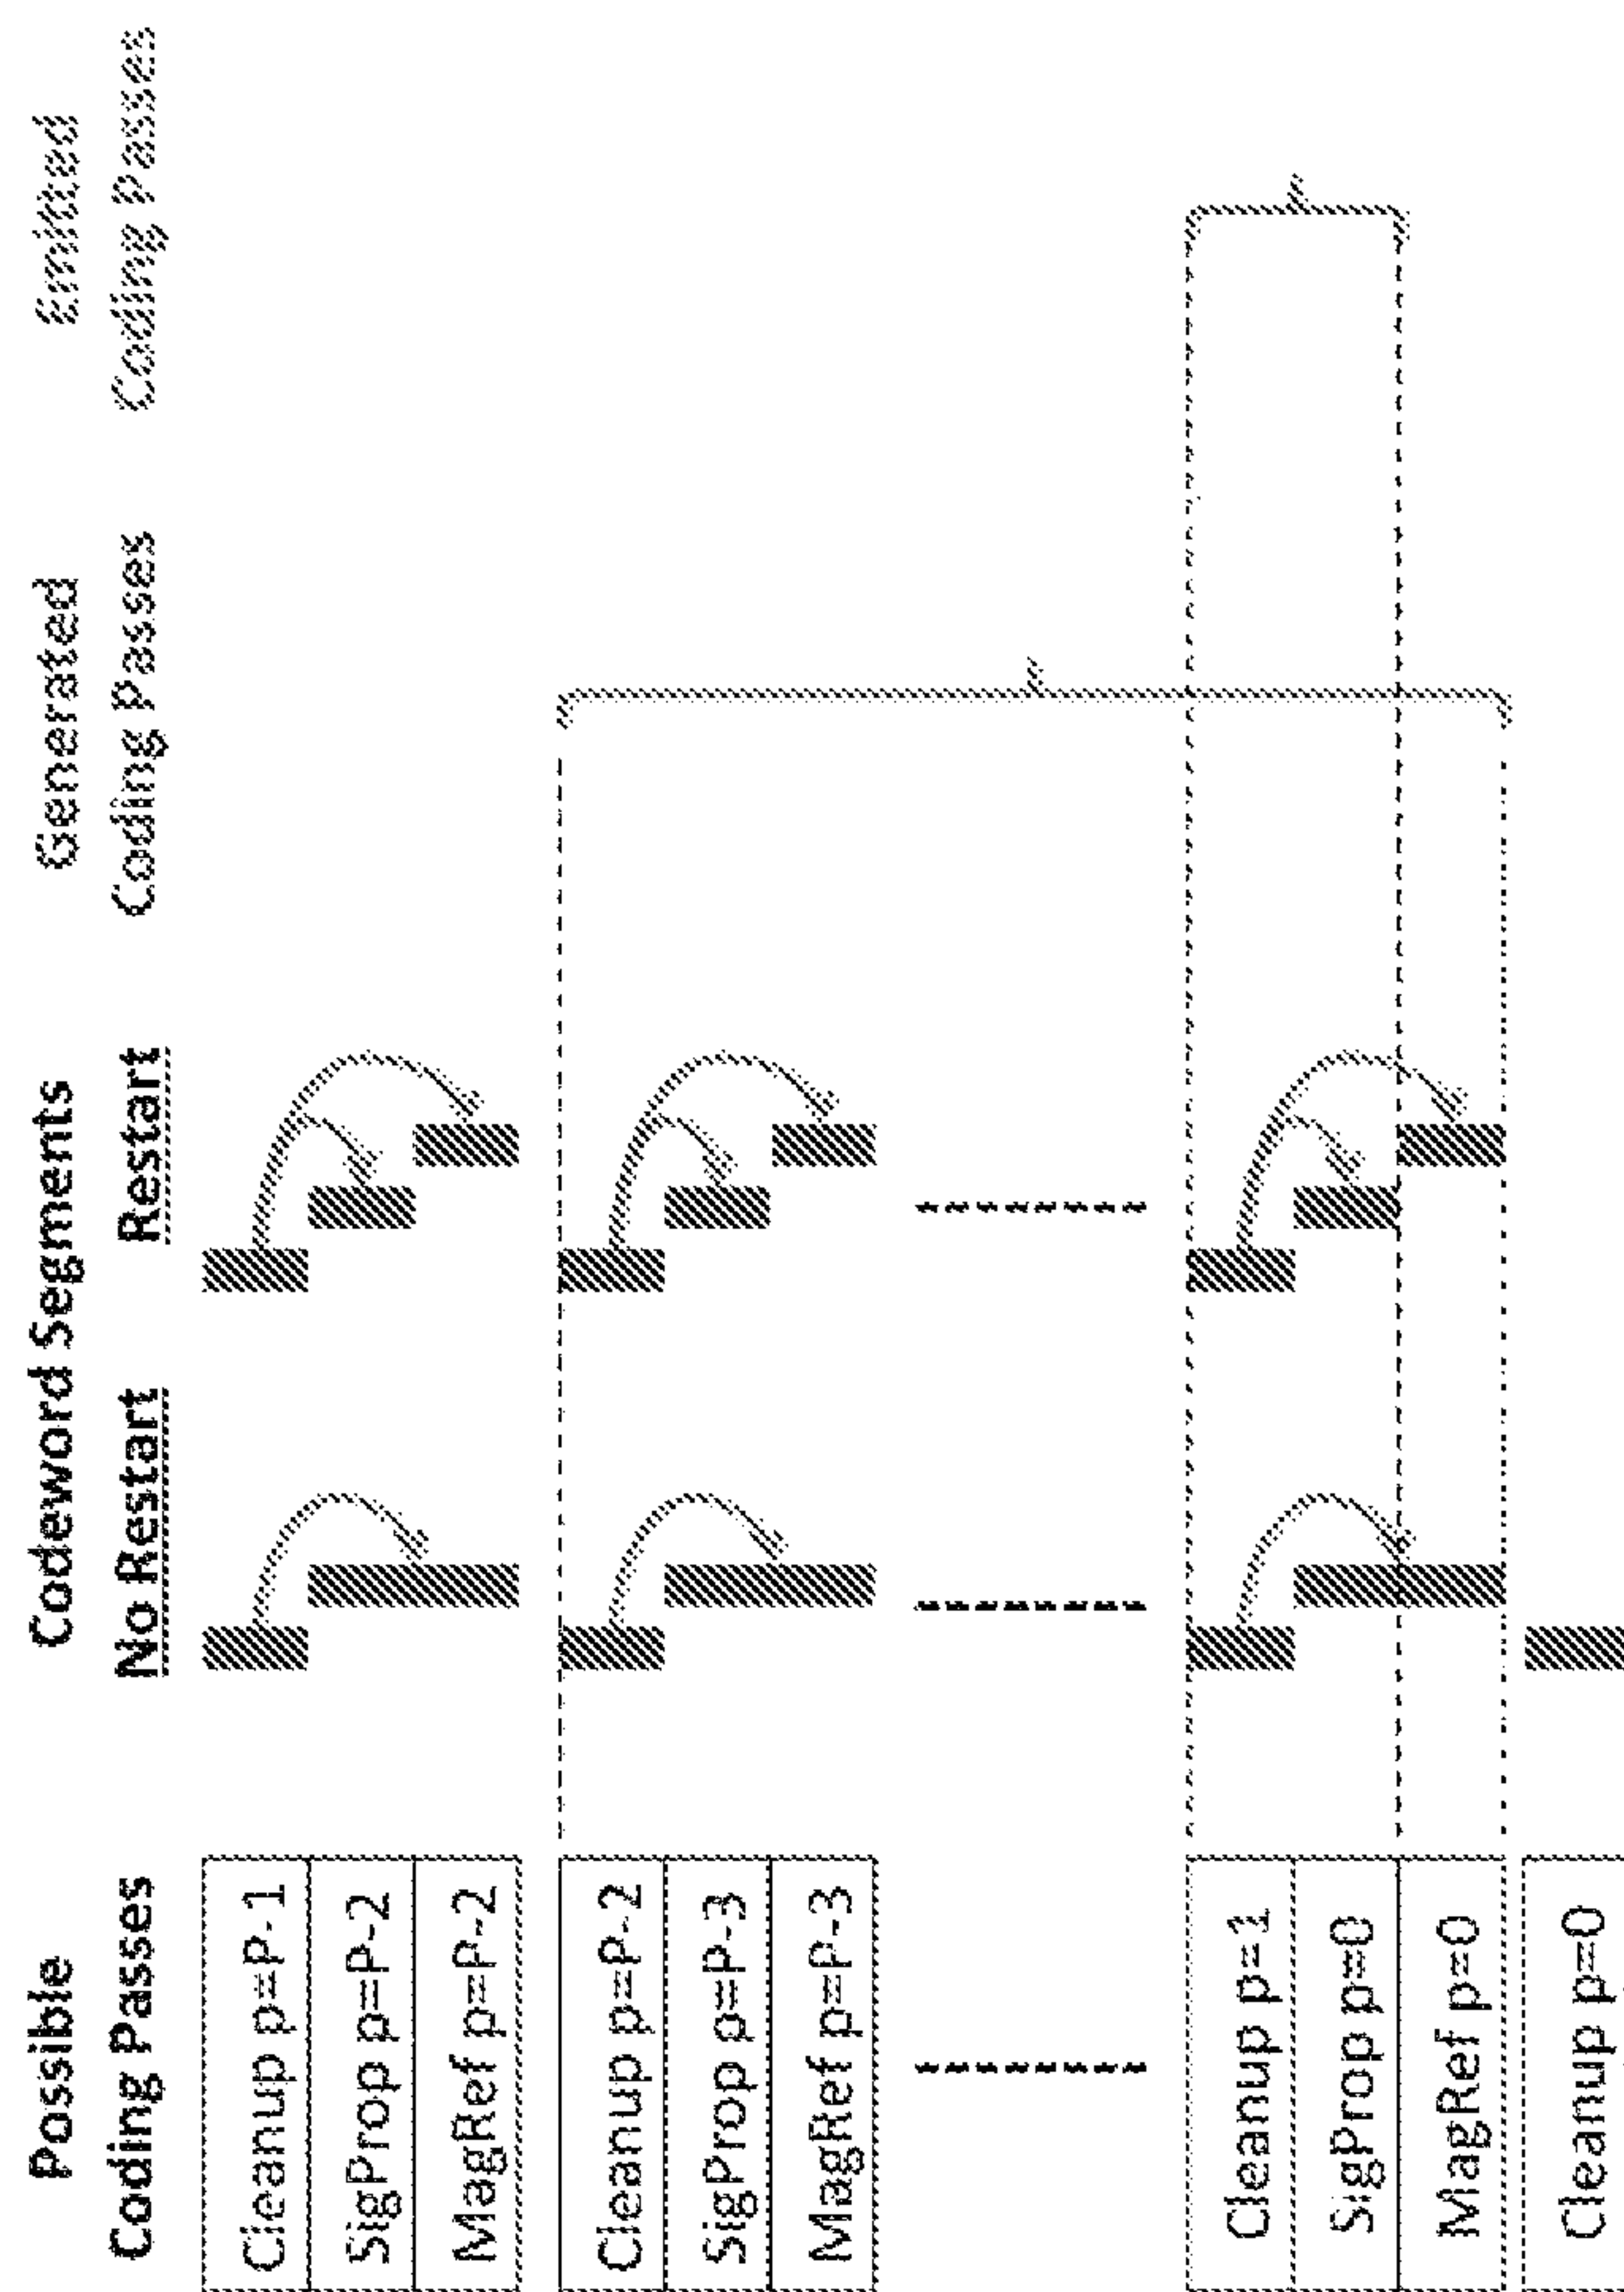 Possible
Coding Passes
Codeword Segments
No Restart
Restart
Generated
Coding Passes
Emitted
Coding Passes
Cleanup p=P-1
SigProp p=P-2
MagRef p=P-2
Cleanup p=P-2
SigProp p=P-3
MagRef p=P-3
Cleanup p=1
SigProp p=0
MagRef p=0
Cleanup p=0